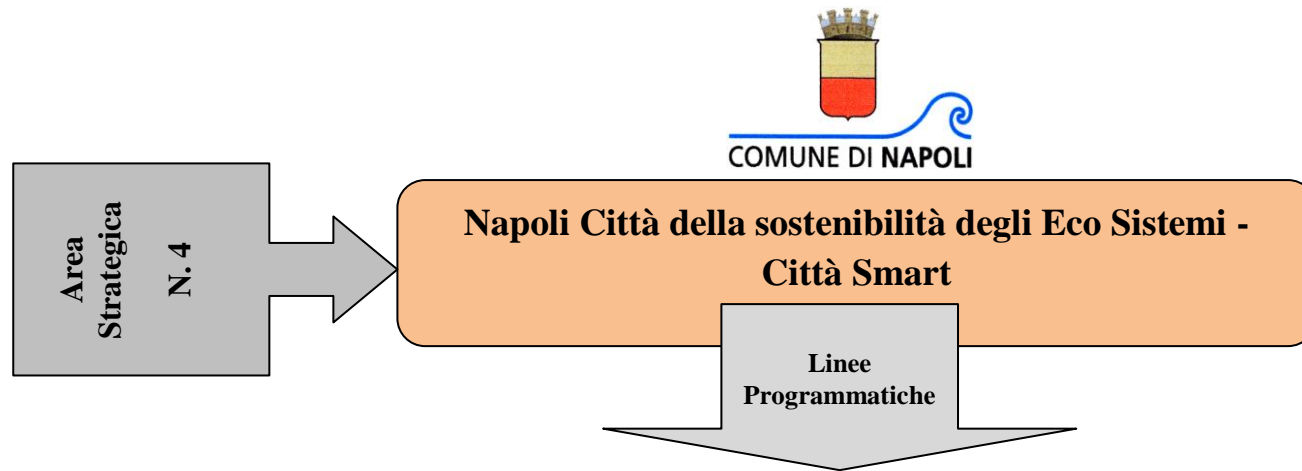 COMUNE DI NAPOLI
Area
Strategica
N. 4
Napoli Città della sostenibilità degli Eco Sistemi -
Città Smart
Linee
Programmatiche